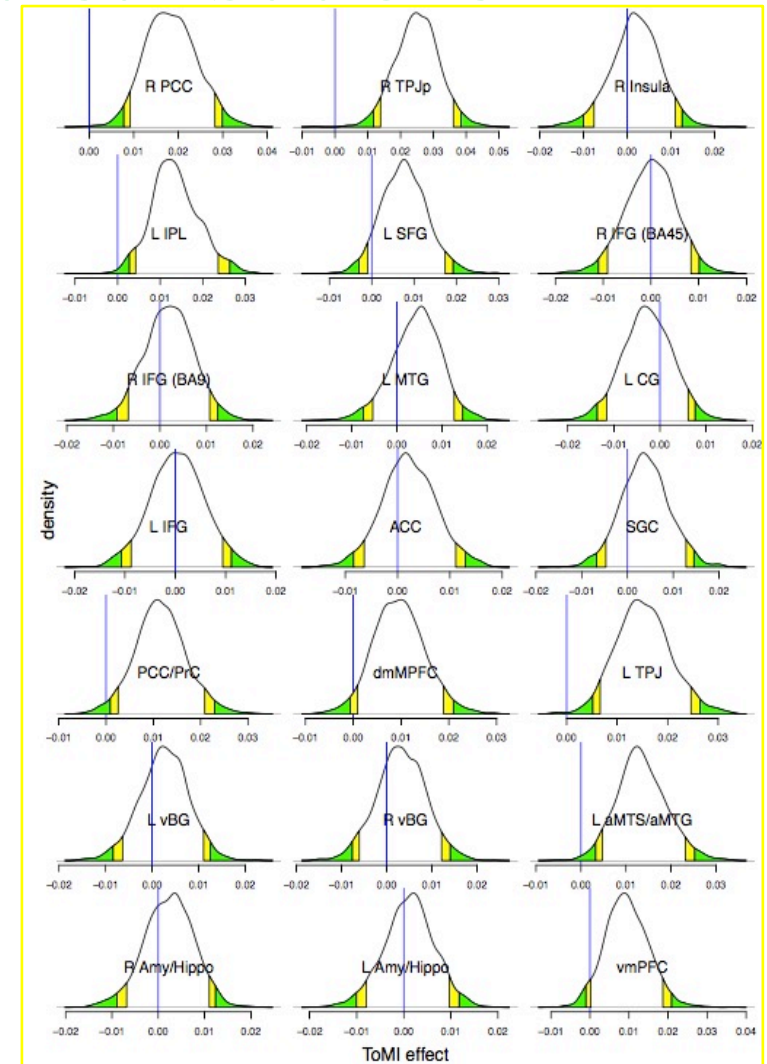 R PCC R TPJp R Insula
0.00 0.01 0.02 0.03 0.04 −0.01 0.00 0.01 0.02 0.03 0.04 0.05 −0.02 −0.01 0.00 0.01 0.02
L IPL L SFG R IFG (BA45)
−0.01 0.00 0.01 0.02 0.03 −0.01 0.00 0.01 0.02 0.03 −0.02 −0.01 0.00 0.01 0.02
R IFG (BA9) L MTG L CG
−0.02 −0.01 0.00 0.01 0.02 −0.02 −0.01 0.00 0.01 0.02 −0.02 −0.01 0.00 0.01 0.02
density
L IFG ACC SGC
−0.02 −0.01 0.00 0.01 0.02 −0.01 0.00 0.01 0.02 −0.02 −0.01 0.00 0.01 0.02
PCC/PrC dmMPFC L TPJ
−0.01 0.00 0.01 0.02 0.03 −0.01 0.00 0.01 0.02 0.03 0.00 0.01 0.02 0.03
L vBG R vBG L aMTS/aMTG
−0.02 −0.01 0.00 0.01 0.02 −0.02 −0.01 0.00 0.01 0.02 −0.01 0.00 0.01 0.02 0.03
R Amy/Hippo L Amy/Hippo vmPFC
−0.02 −0.01 0.00 0.01 0.02 −0.02 −0.01 0.00 0.01 0.02 −0.01 0.00 0.01 0.02 0.03 0.04
ToMI effect